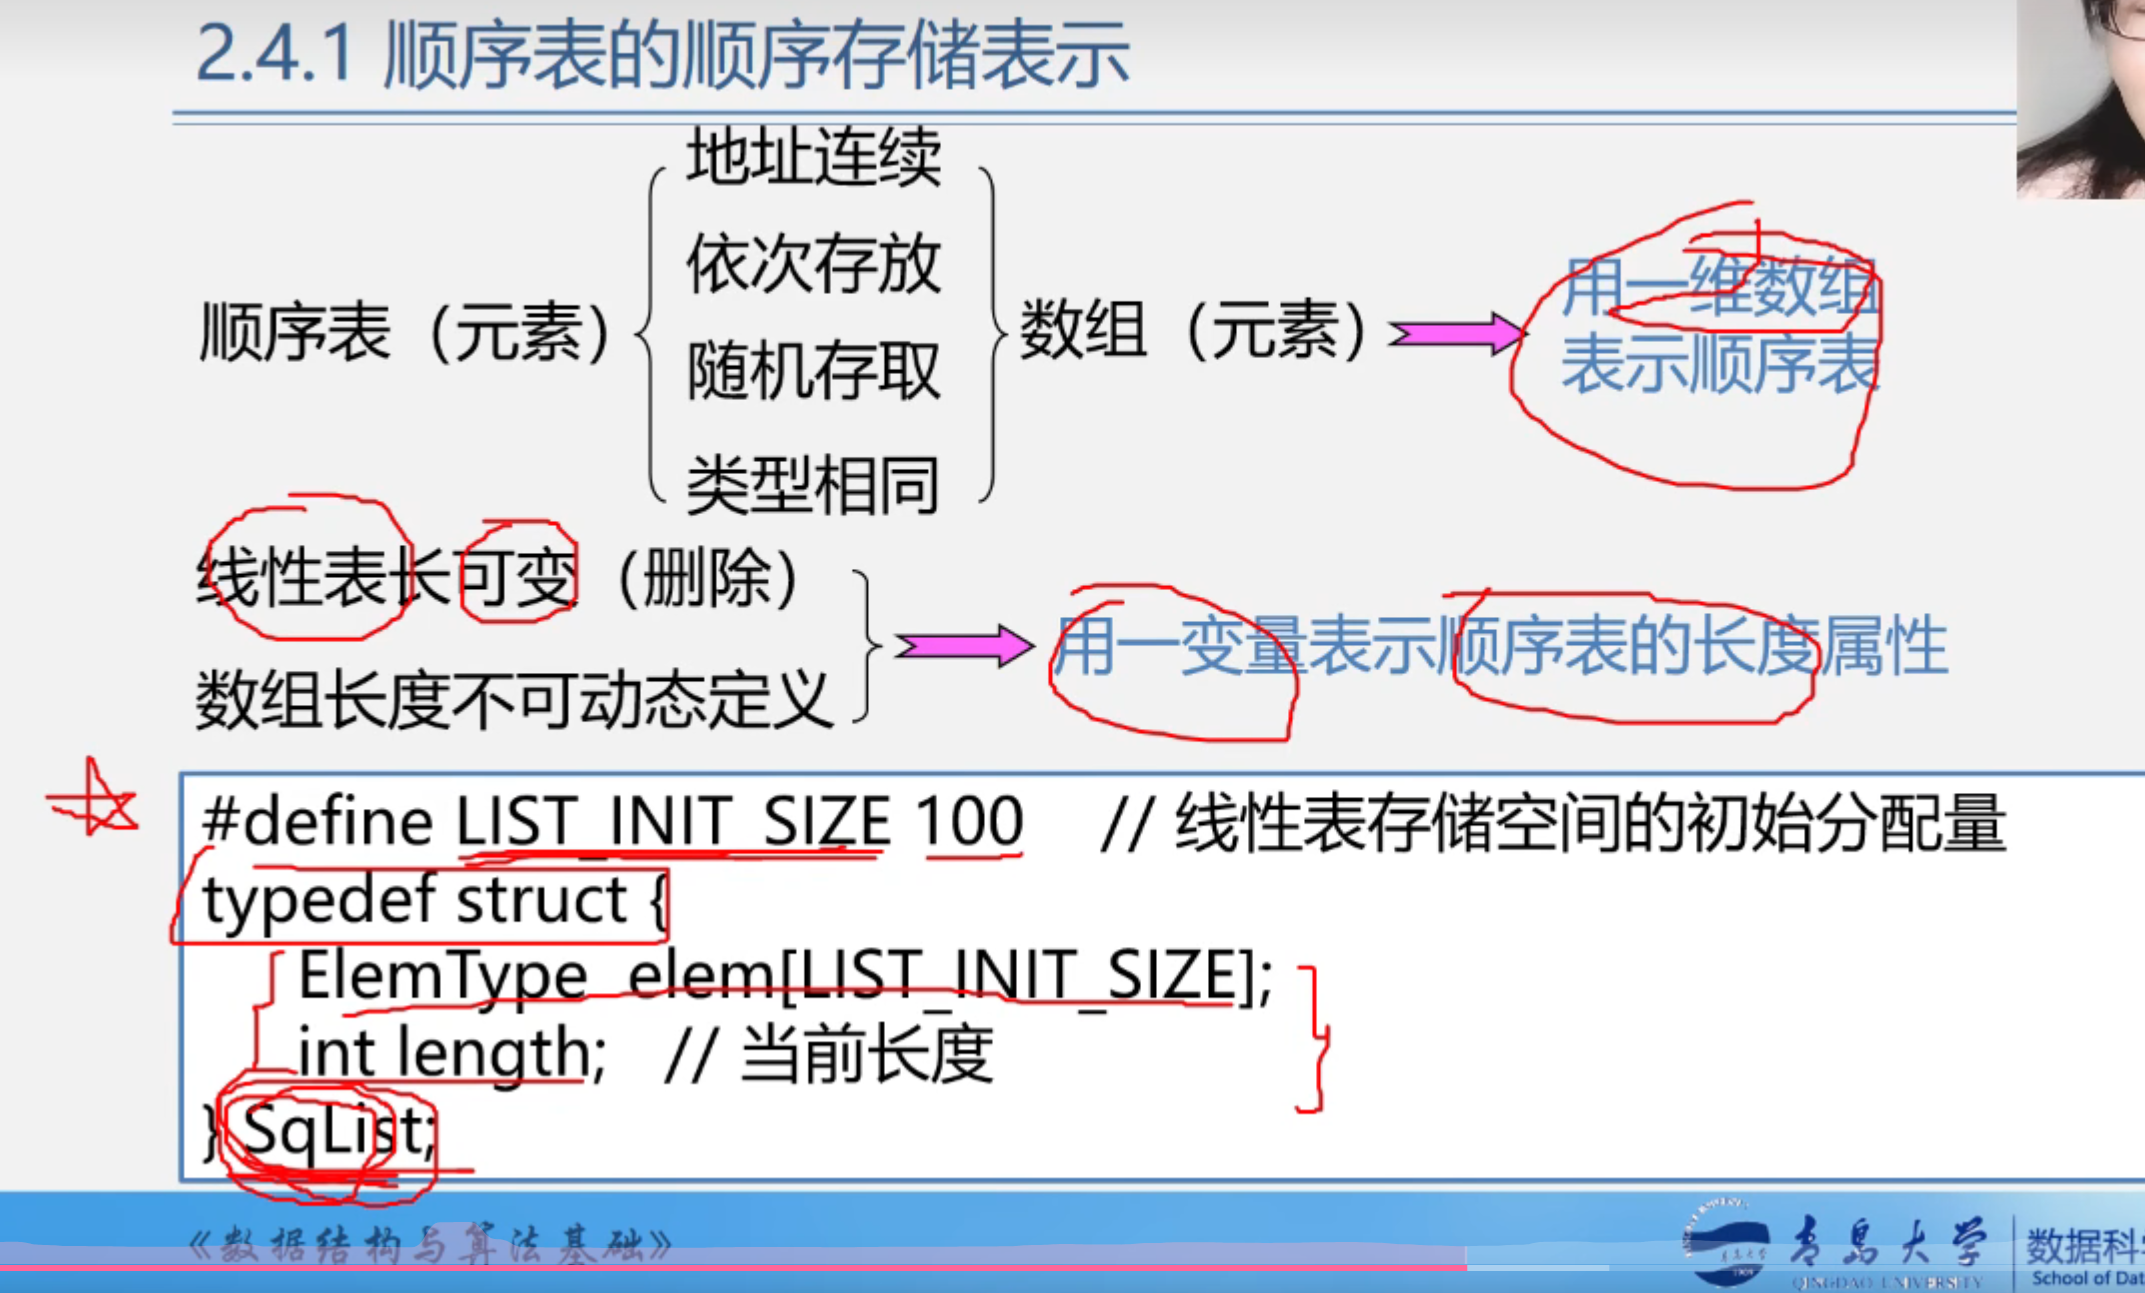 2.4.1 顺序表的顺序存储表示
顺序表（元素）
地址连续
依次存放
随机存取
类型相同
数组（元素）
用一维数组
表示顺序表
线性表长可变（删除）
数组长度不可动态定义
用一变量表示顺序表的长度属性
#define LIST_INIT_SIZE 100 // 线性表存储空间的初始分配量
typedef struct {
ElemType elem[LIST_INIT_SIZE];
int length; // 当前长度
} SqList;
《数据结构与算法基础》
青岛大学
QINGDAO UNIVERSITY
数据科
School of Dat